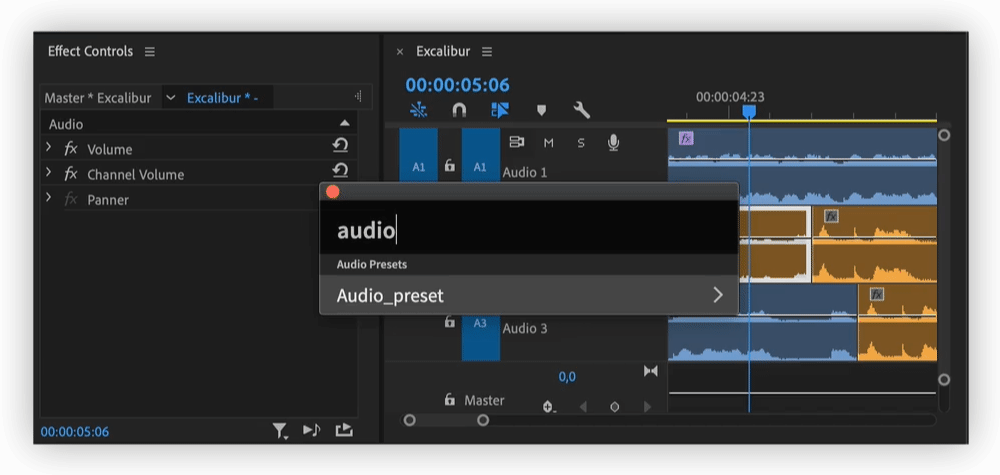 Effect Controls
Master * Excalibur
Excalibur * -
Audio
fx Volume
fx Channel Volume
fx Panner
00:00:05:06
× Excalibur
00:00:05:06
00:00:04:23
A1
A1
M
S
Audio 1
fx
audio
Audio Presets
Audio_preset
fx
A3
Audio 3
fx
0,0
Master